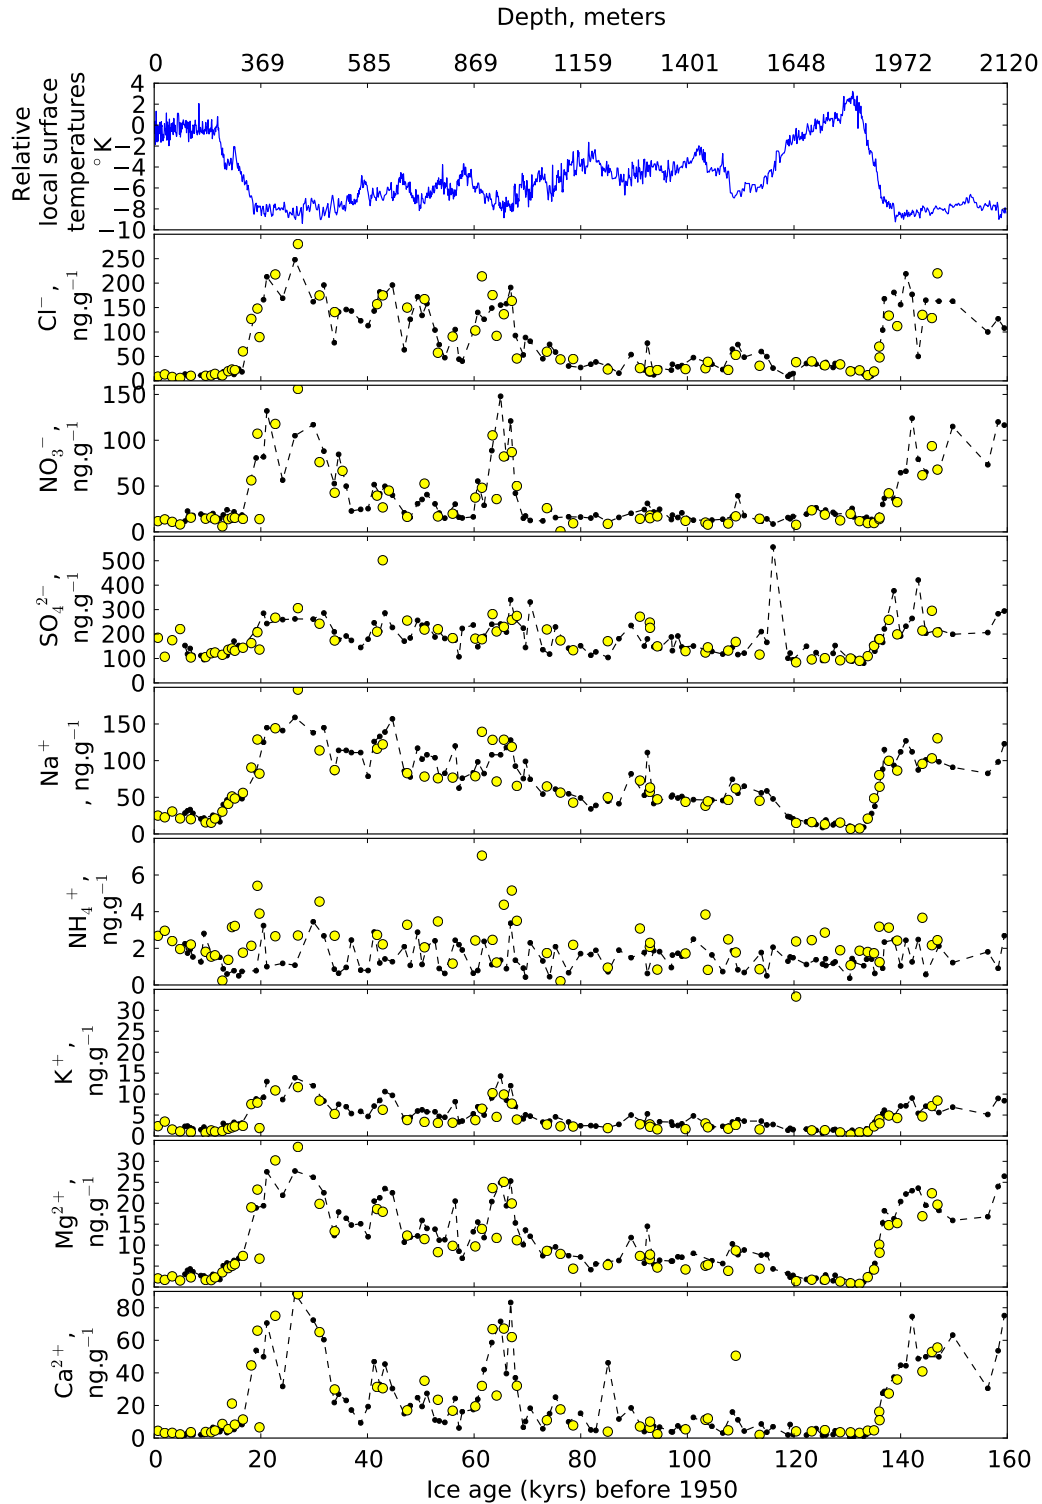 Depth, meters
0 369 585 869 1159 1401 1648 1972 2120
Relative
local surface
temperatures
°K
4
2
0
−2
−4
−6
−8
−10
Cl⁻ ,
ng.g⁻¹
250
200
150
100
50
0
NO₃⁻ ,
ng.g⁻¹
150
100
50
0
SO₄²⁻ ,
ng.g⁻¹
500
400
300
200
100
0
Na⁺
, ng.g⁻¹
150
100
50
0
NH₄⁺ ,
ng.g⁻¹
6
4
2
0
K⁺ ,
ng.g⁻¹
30
25
20
15
10
5
0
Mg²⁺ ,
ng.g⁻¹
30
25
20
15
10
5
0
Ca²⁺ ,
ng.g⁻¹
80
60
40
20
0
0 20 40 60 80 100 120 140 160
Ice age (kyrs) before 1950